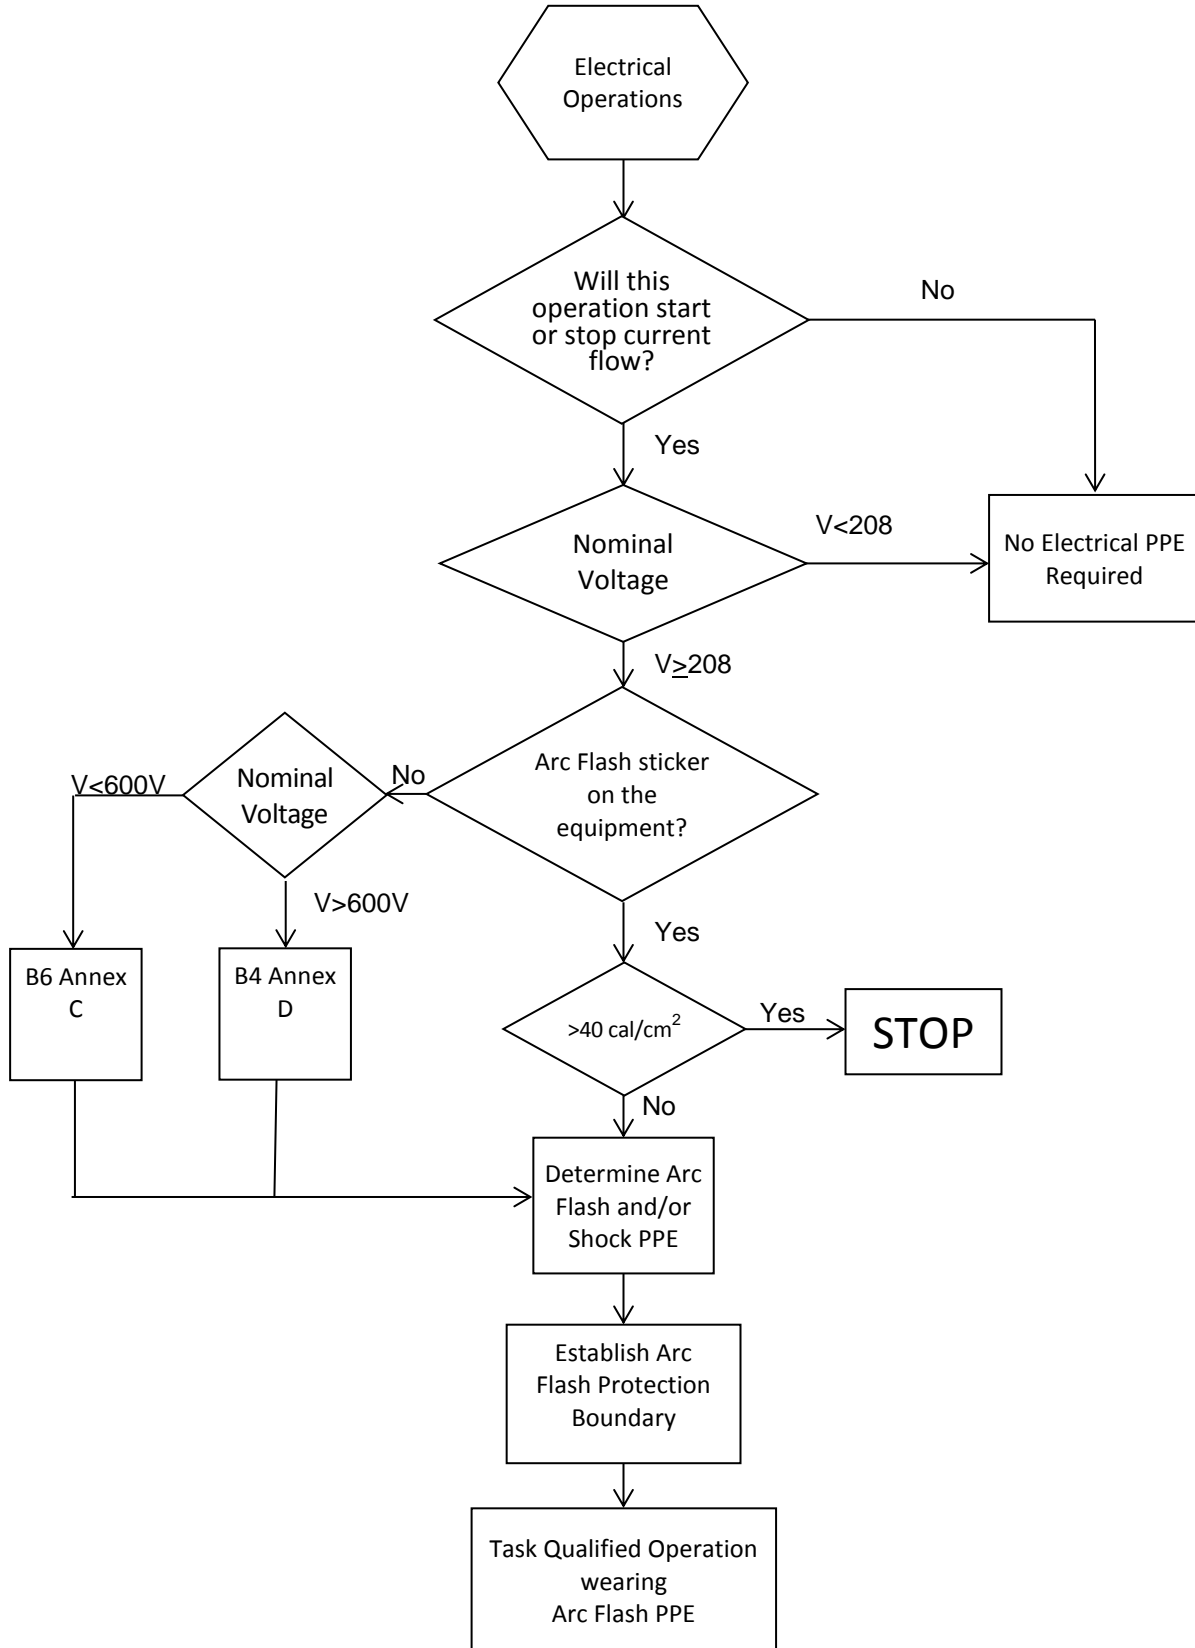 Electrical
Operations
Will this
operation start
or stop current
flow?
No
Yes
Nominal
Voltage
V<208
No Electrical PPE
Required
V≥208
Arc Flash sticker
on the
equipment?
No
Nominal
Voltage
V<600V
V>600V
Yes
B6 Annex
C
B4 Annex
D
>40 cal/cm²
Yes
STOP
No
Determine Arc
Flash and/or
Shock PPE
Establish Arc
Flash Protection
Boundary
Task Qualified Operation
wearing
Arc Flash PPE